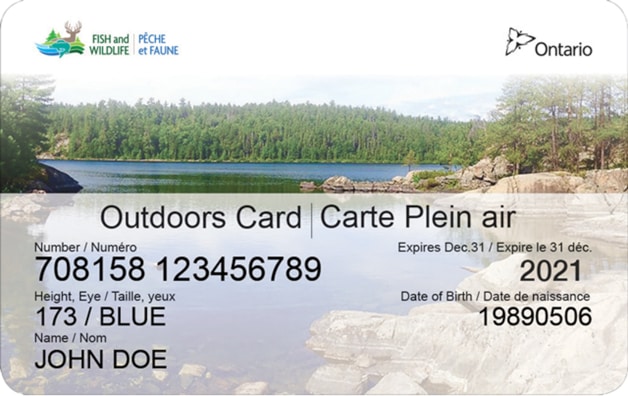 FISH and WILDLIFE
PÊCHE et FAUNE
Ontario
Outdoors Card | Carte Plein air
Number / Numéro
Expires Dec.31 / Expire le 31 déc.
708158 123456789
2021
Height, Eye / Taille, yeux
Date of Birth / Date de naissance
173 / BLUE
19890506
Name / Nom
JOHN DOE